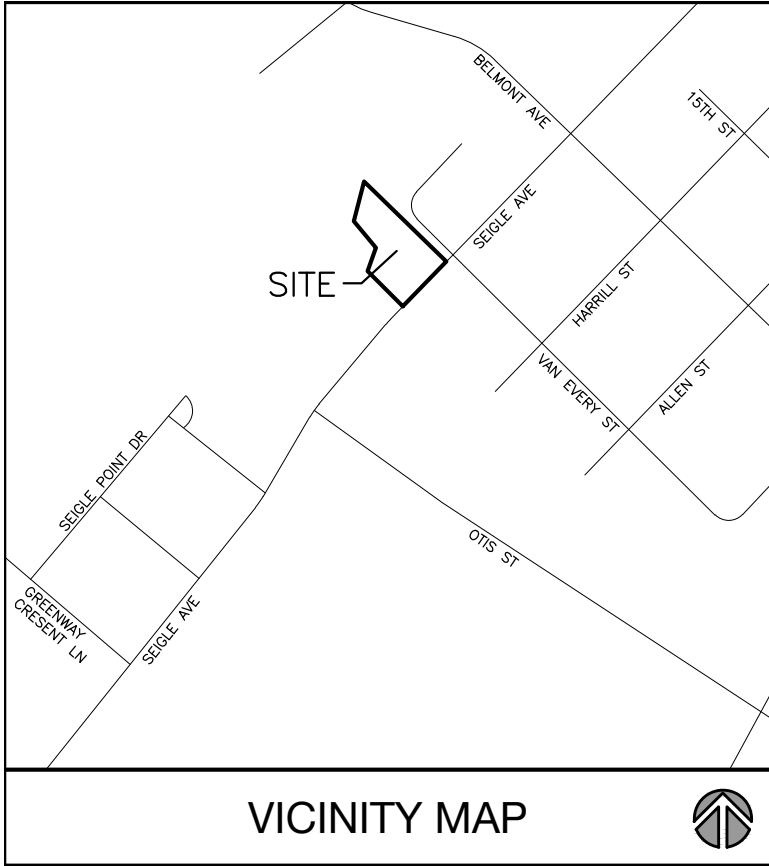 BELMONT AVE
15TH ST
SEIGLE AVE
SITE
HARRILL ST
VAN EVERY ST
ALLEN ST
SEIGLE POINT DR
OTIS ST
GREENWAY
CRESENT LN
SEIGLE AVE
VICINITY MAP